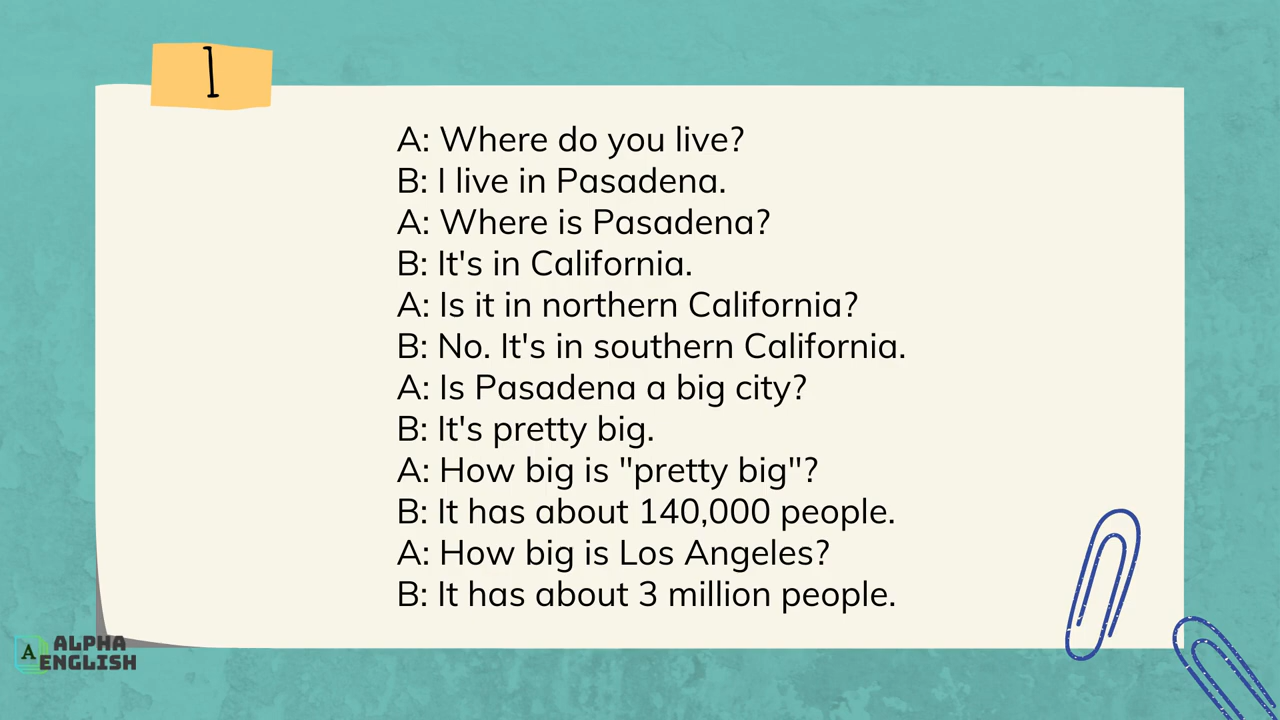 1
A: Where do you live?
B: I live in Pasadena.
A: Where is Pasadena?
B: It's in California.
A: Is it in northern California?
B: No. It's in southern California.
A: Is Pasadena a big city?
B: It's pretty big.
A: How big is "pretty big"?
B: It has about 140,000 people.
A: How big is Los Angeles?
B: It has about 3 million people.
A ALPHA
ENGLISH